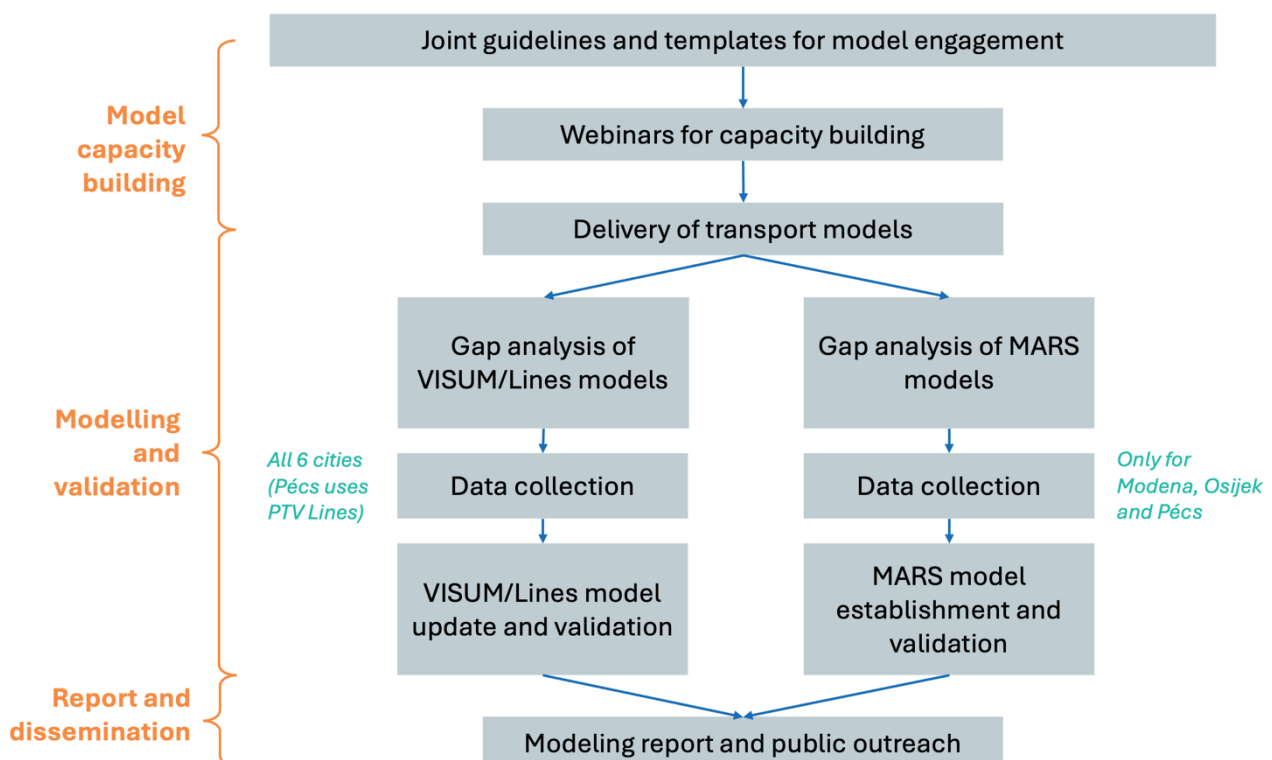 Joint guidelines and templates for model engagement
Model
capacity
building
Webinars for capacity building
Delivery of transport models
Gap analysis of
VISUM/Lines models
Gap analysis of MARS
models
Modelling
and
validation
All 6 cities
(Pécs uses
PTV Lines)
Data collection
Data collection
Only for
Modena, Osijek
and Pécs
VISUM/Lines model
update and validation
MARS model
establishment and
validation
Report and
dissemination
Modeling report and public outreach